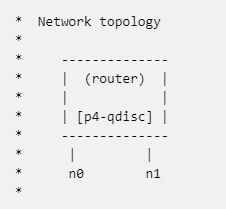 * Network topology
*
*     --------------
*     |  (router)  |
*     |            |
*     | [p4-qdisc] |
*     --------------
*      |         |
*      n0        n1
*